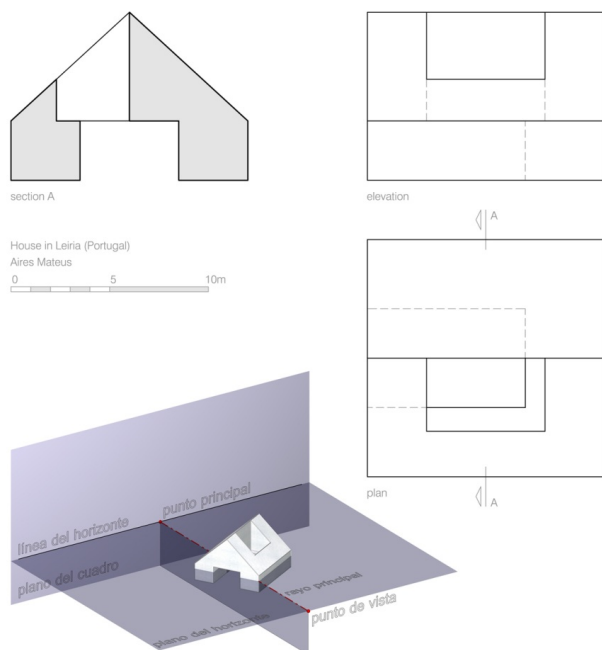 section A
elevation
A
House in Leiria (Portugal)
Aires Mateus
0 5 10m
plan
A
punto principal
línea del horizonte
plano del cuadro
rayo principal
plano del horizonte
punto de vista